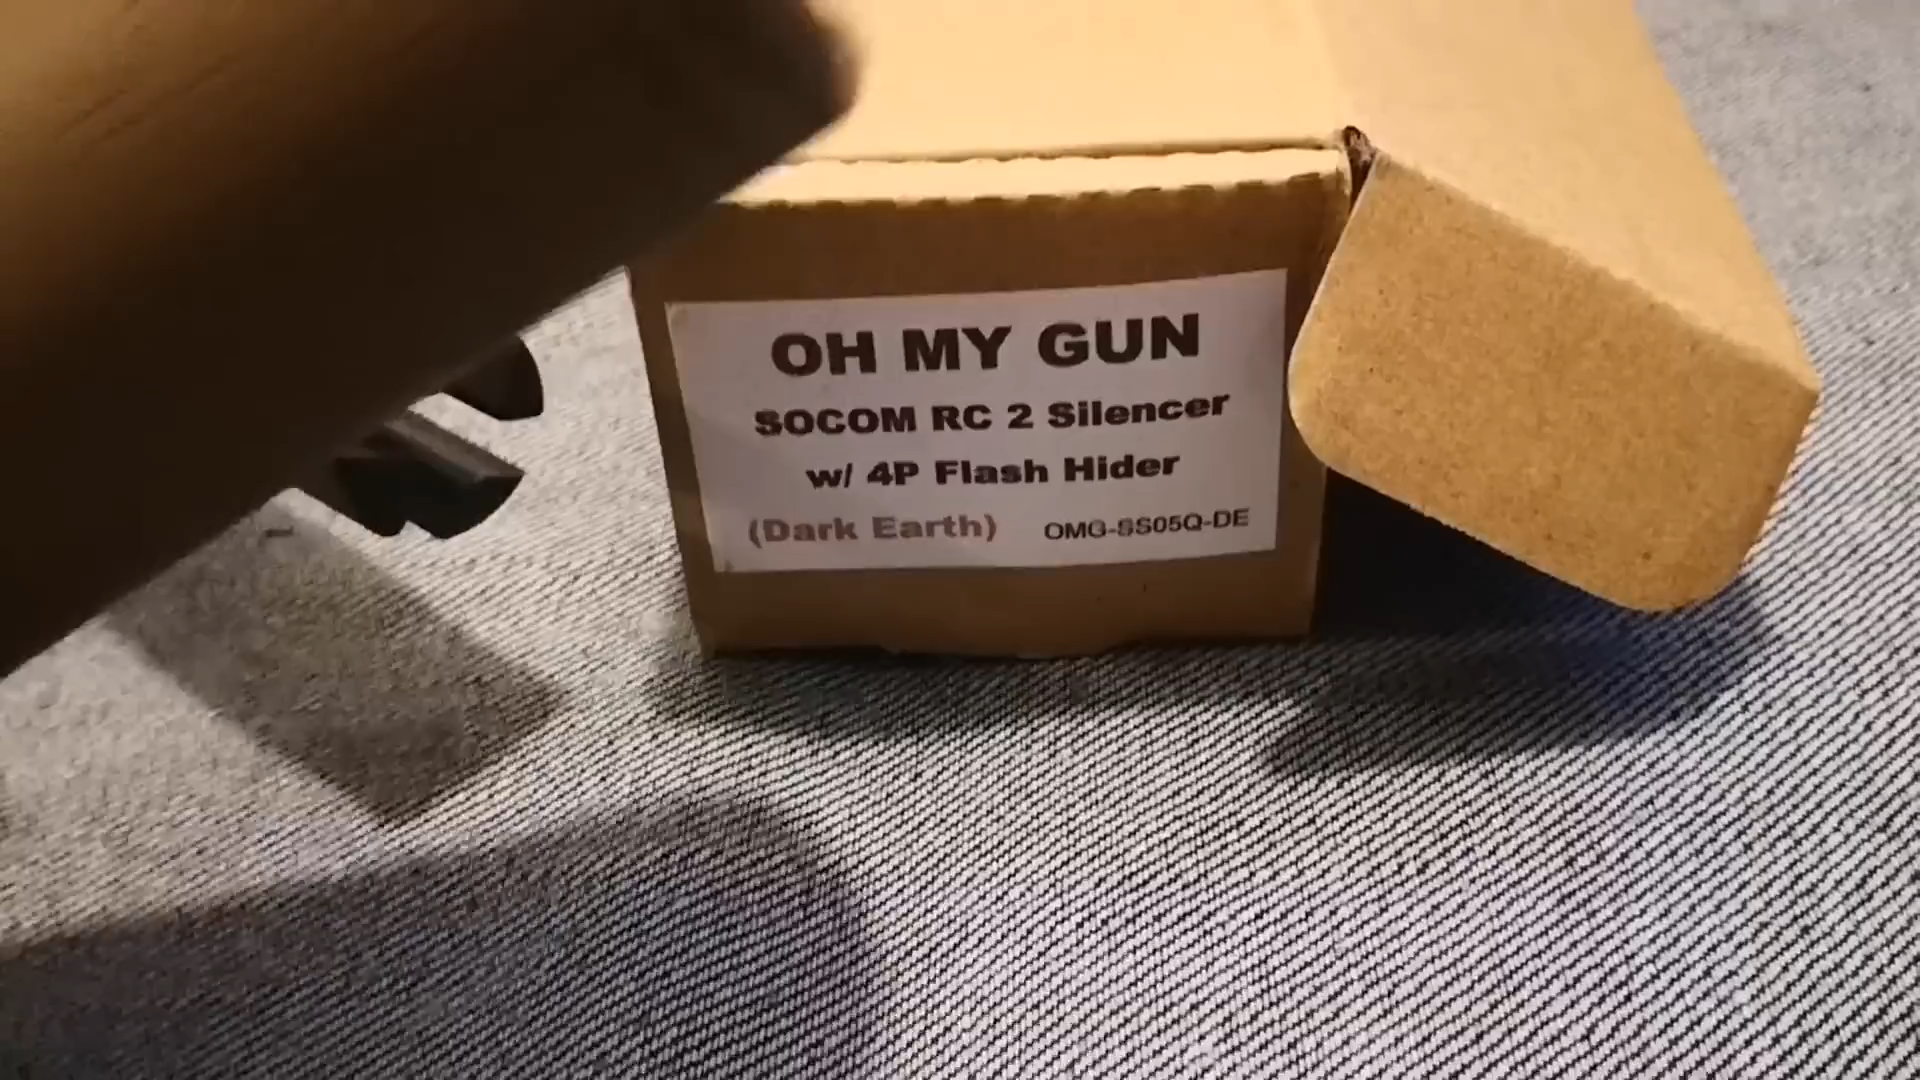 OH MY GUN
SOCOM RC 2 Silencer
w/ 4P Flash Hider
(Dark Earth) OMG-SS05Q-DE